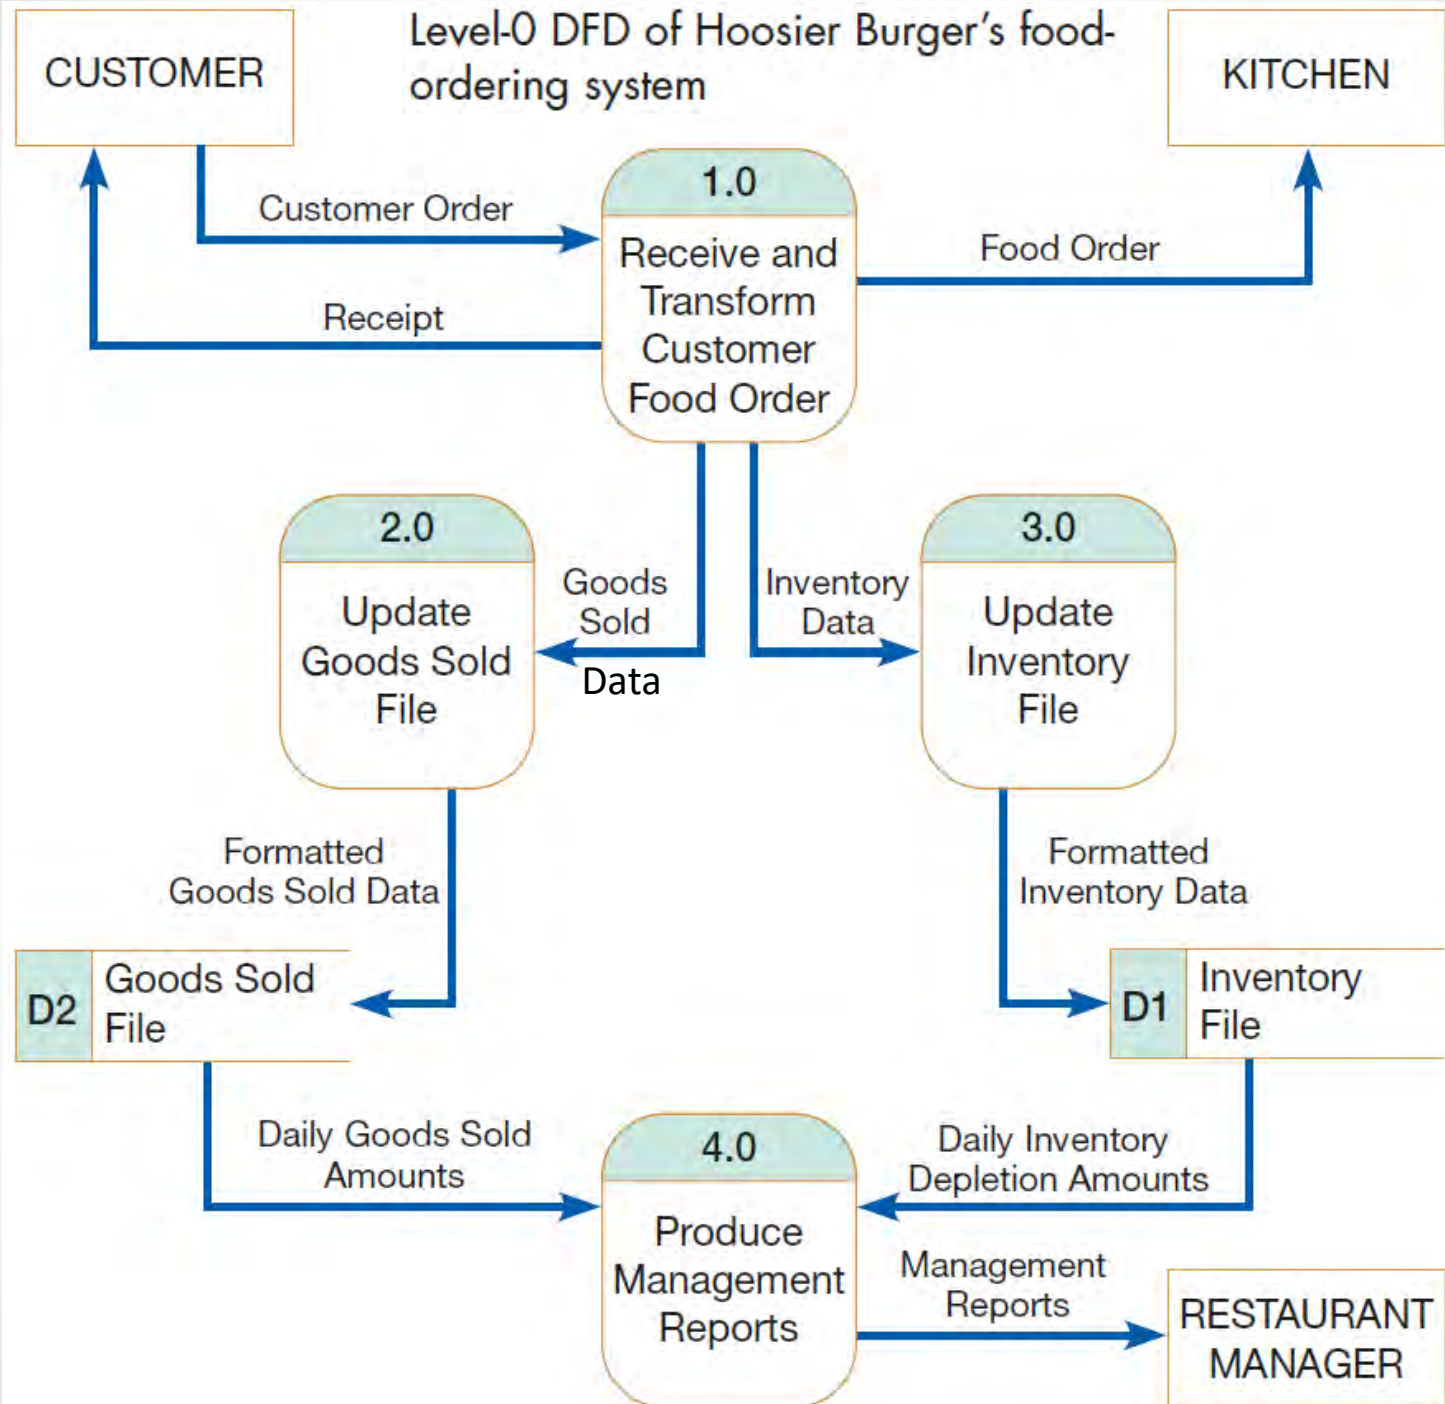 Level-0 DFD of Hoosier Burger's food-
ordering system
CUSTOMER
KITCHEN
1.0
Receive and
Transform
Customer
Food Order
Customer Order
Food Order
Receipt
2.0
Update
Goods Sold
File
Goods
Sold
Data
Inventory
Data
3.0
Update
Inventory
File
Formatted
Goods Sold Data
Formatted
Inventory Data
D2
Goods Sold
File
D1
Inventory
File
Daily Goods Sold
Amounts
4.0
Produce
Management
Reports
Daily Inventory
Depletion Amounts
Management
Reports
RESTAURANT
MANAGER